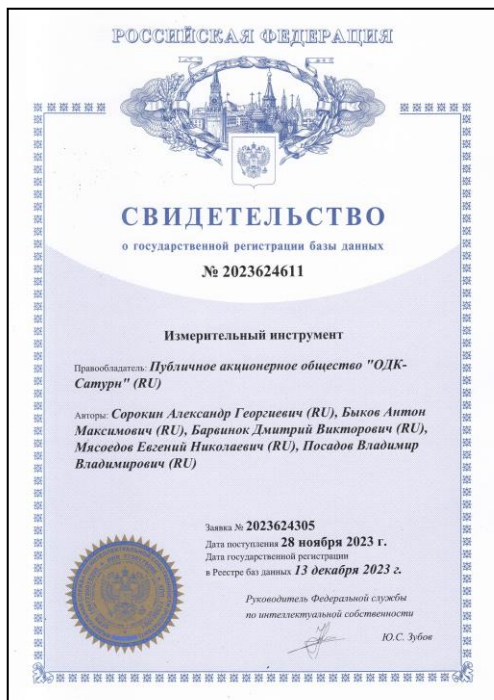 РОССИЙСКАЯ ФЕДЕРАЦИЯ
СВИДЕТЕЛЬСТВО
о государственной регистрации базы данных
№ 2023624611
Измерительный инструмент
Правообладатель: Публичное акционерное общество "ОДК-
Сатурн" (RU)
Авторы: Сорокин Александр Георгиевич (RU), Быков Антон
Максимович (RU), Барвинок Дмитрий Викторович (RU),
Мясоедов Евгений Николаевич (RU), Посадов Владимир
Владимирович (RU)
Заявка № 2023624305
Дата поступления 28 ноября 2023 г.
Дата государственной регистрации
в Реестре баз данных 13 декабря 2023 г.
Руководитель Федеральной службы
по интеллектуальной собственности
Ю.С. Зубов